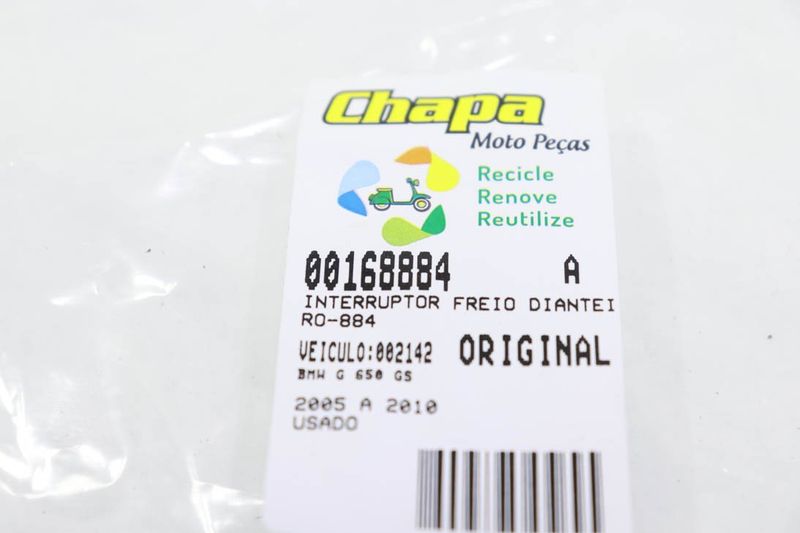 Chapa
Moto Peças
Recicle
Renove
Reutilize
00168884 A
INTERRUPTOR FREIO DIANTEI
RO-884
VEICULO:002142 ORIGINAL
BMW G 650 GS
2005 A 2010
USADO